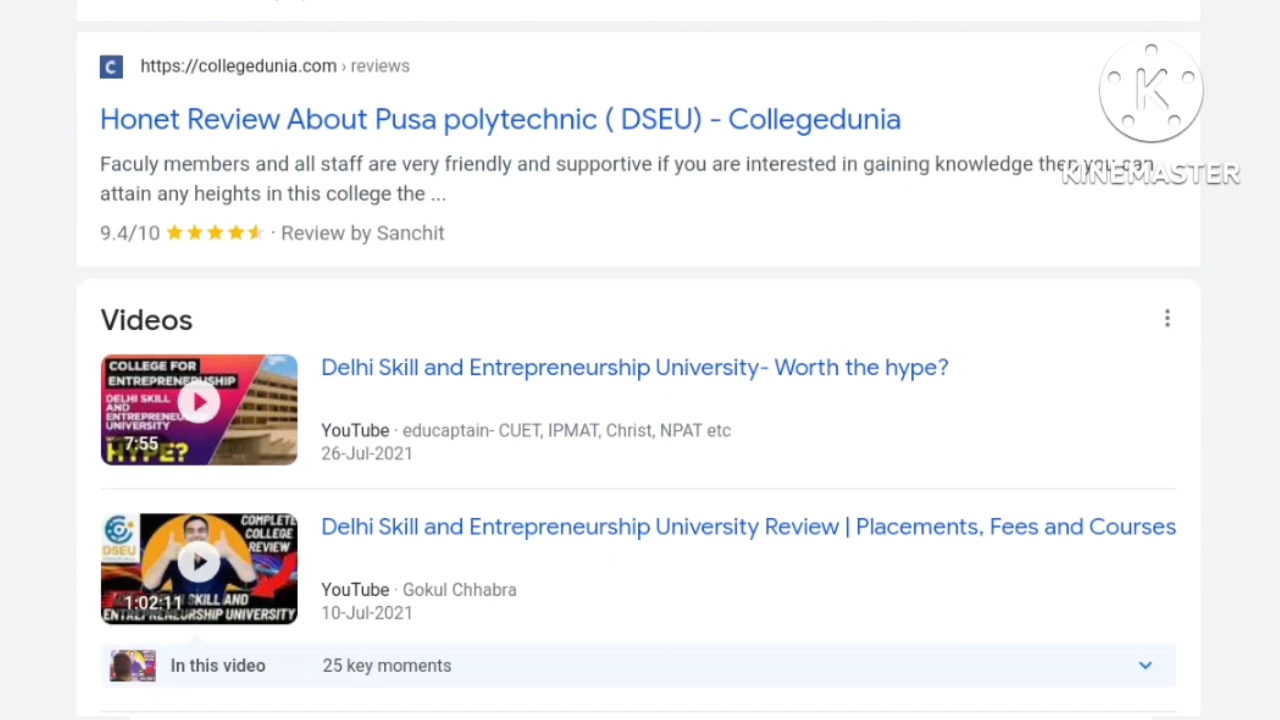 C https://collegedunia.com › reviews
Honet Review About Pusa polytechnic ( DSEU) - Collegedunia
Faculy members and all staff are very friendly and supportive if you are interested in gaining knowledge then you can
attain any heights in this college the ...
9.4/10 · Review by Sanchit
K
KINEMASTER
Videos
COLLEGE FOR
ENTREPRENEURSHIP
DELHI SKILL
AND
ENTREPRENEU
UNIVERSITY
7:55
HYPE?
Delhi Skill and Entrepreneurship University- Worth the hype?
YouTube · educaptain- CUET, IPMAT, Christ, NPAT etc
26-Jul-2021
DSEU
COMPLETE
COLLEGE
REVIEW
1:02:11
SKILL AND
ENTREPRENEURSHIP UNIVERSITY
Delhi Skill and Entrepreneurship University Review | Placements, Fees and Courses
YouTube · Gokul Chhabra
10-Jul-2021
In this video 25 key moments